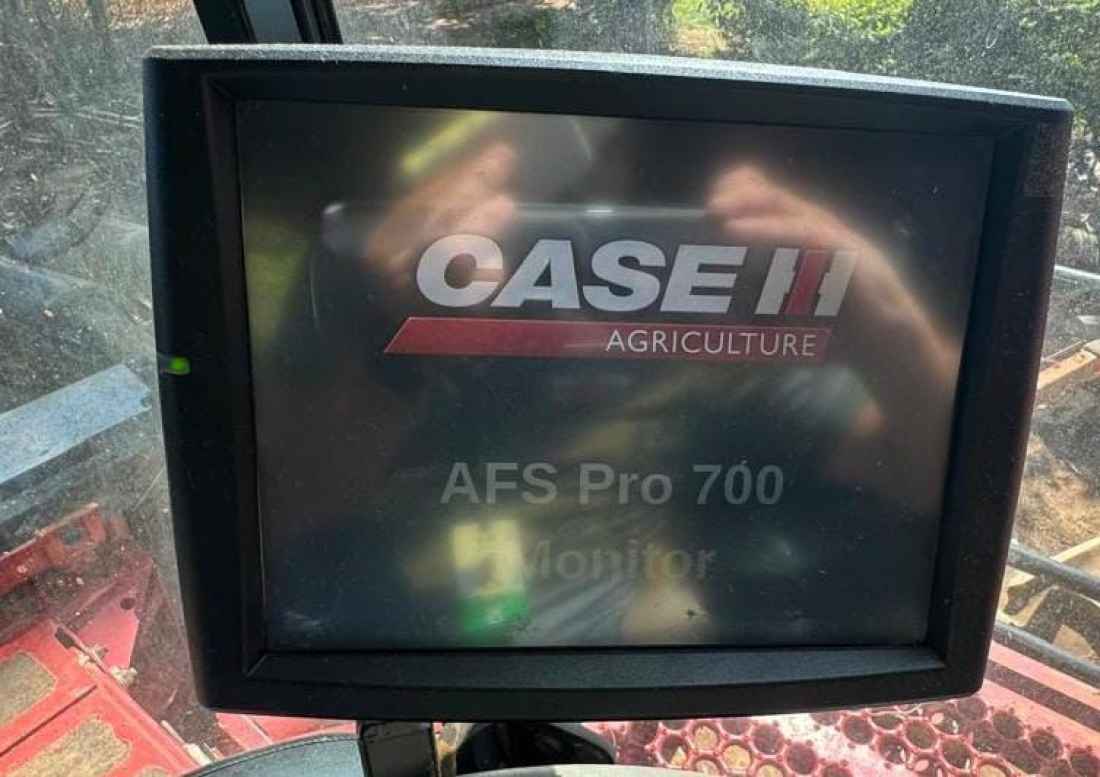 CASE IH
AGRICULTURE
AFS Pro 700
Monitor